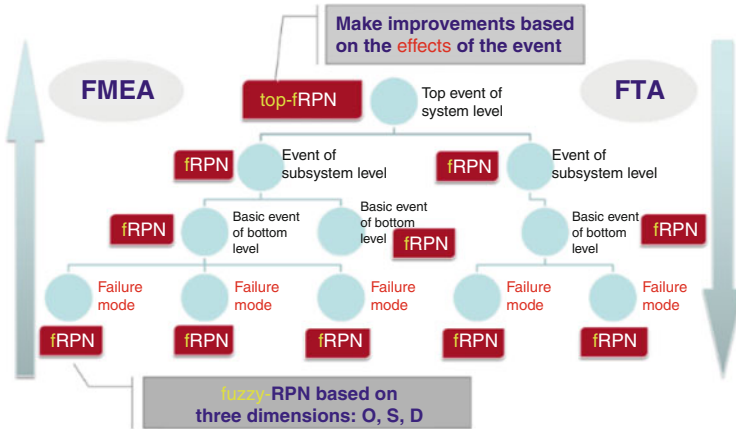 Make improvements based
on the effects of the event
FMEA
FTA
top-fRPN
Top event of
system level
fRPN
Event of
subsystem level
fRPN
Event of
subsystem level
fRPN
Basic event
of bottom
level
Basic event
of bottom
level
fRPN
Basic event
of bottom
level
fRPN
Failure
mode
Failure
mode
Failure
mode
Failure
mode
Failure
mode
fRPN
fRPN
fRPN
fRPN
fRPN
fuzzy-RPN based on
three dimensions: O, S, D